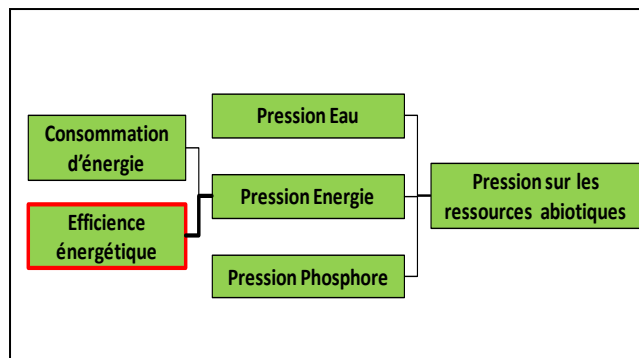 Consommation
d'énergie
Efficience
énergétique
Pression Eau
Pression Energie
Pression Phosphore
Pression sur les
ressources abiotiques